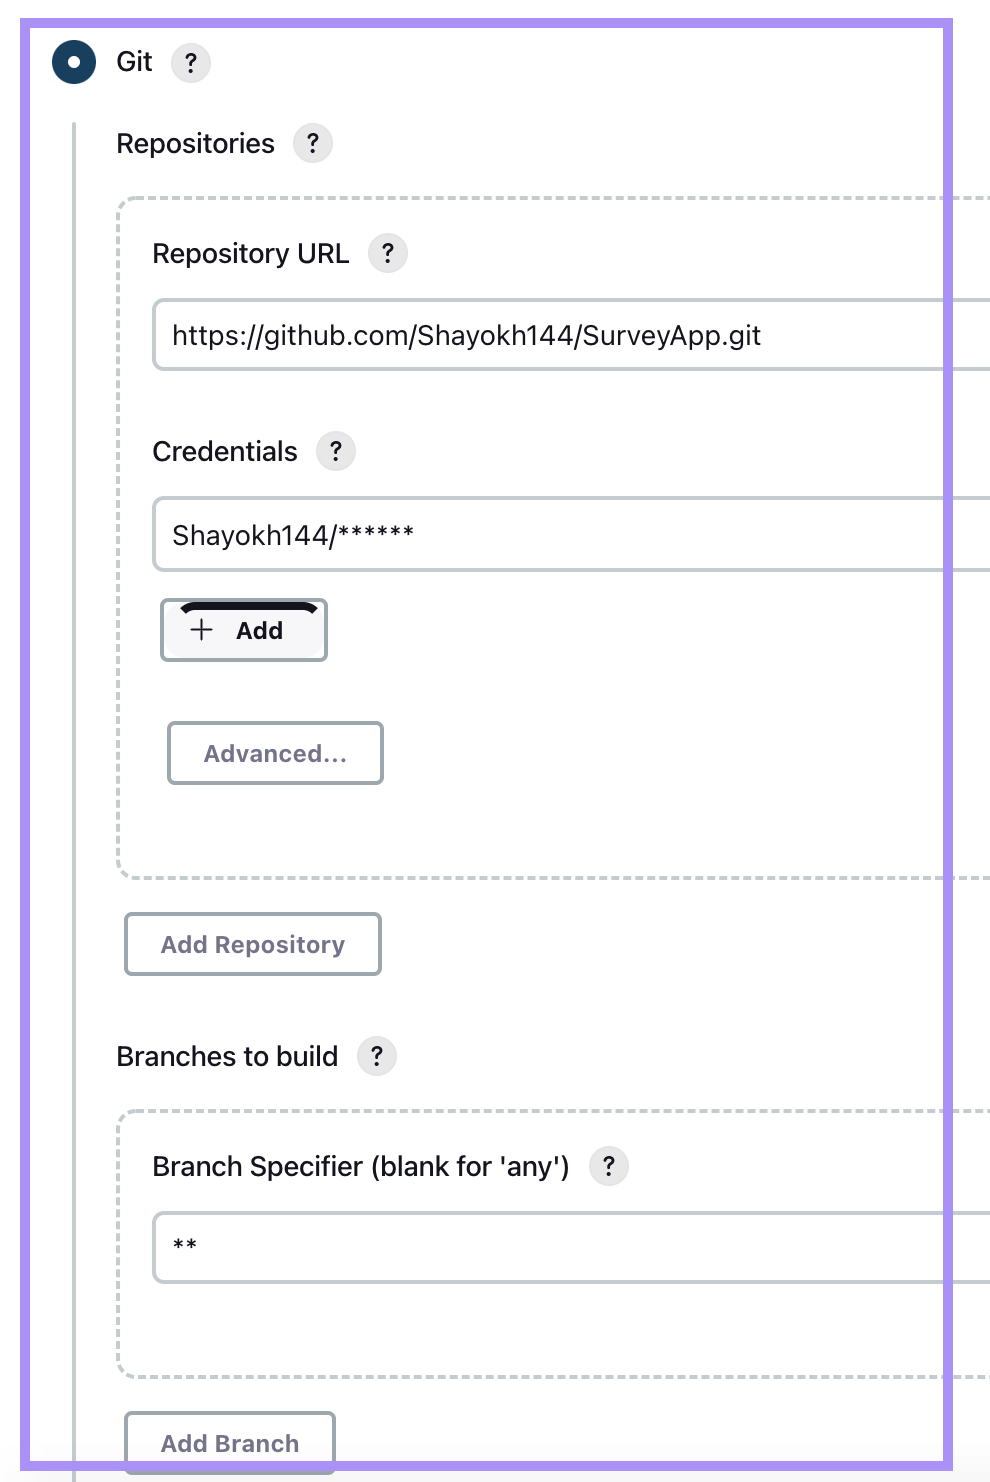 Git ?
Repositories ?
Repository URL ?
https://github.com/Shayokh144/SurveyApp.git
Credentials ?
Shayokh144/******
+ Add
Advanced...
Add Repository
Branches to build ?
Branch Specifier (blank for 'any') ?
**
Add Branch